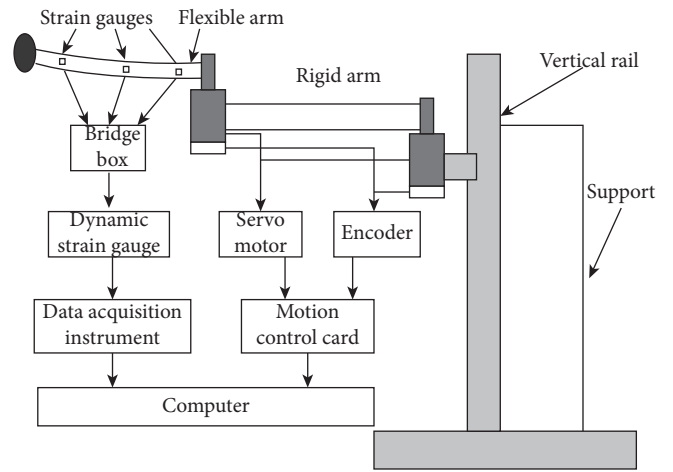 Strain gauges
Flexible arm
Rigid arm
Vertical rail
Bridge
box
Support
Dynamic
strain gauge
Servo
motor
Encoder
Data acquisition
instrument
Motion
control card
Computer